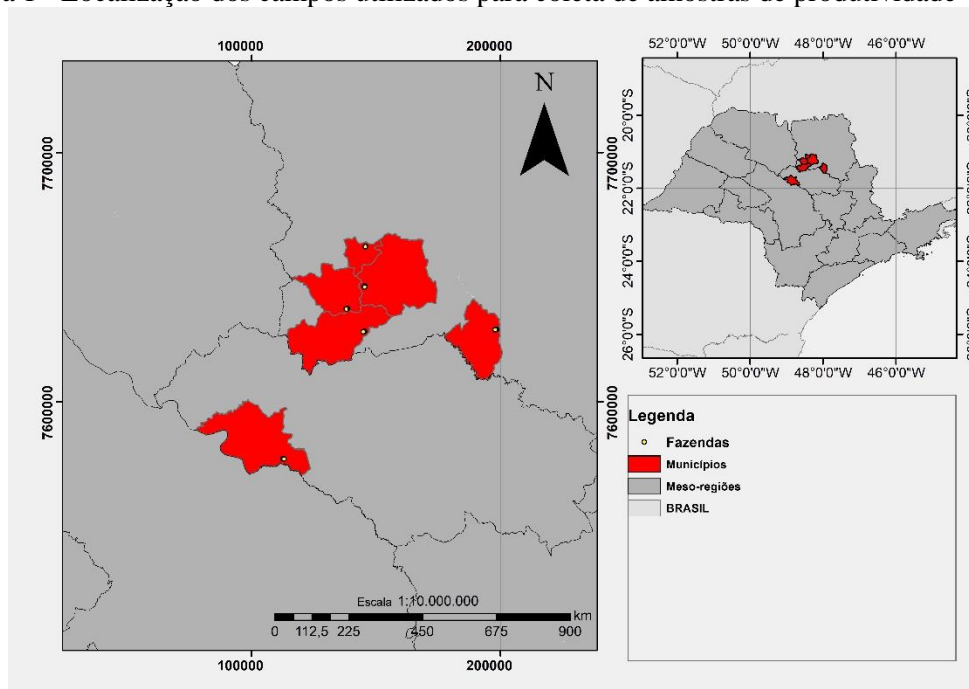 a 1 - Localização dos campos utilizados para coleta de amostras de produtividade
100000 200000
N
7700000 7700000
7600000 7600000
Escala 1:10.000.000
km
0 112,5 225 450 675 900
100000 200000
52°0'0"W 50°0'0"W 48°0'0"W 46°0'0"W
20°0'0"S
22°0'0"S
24°0'0"S
26°0'0"S
52°0'0"W 50°0'0"W 48°0'0"W 46°0'0"W
Legenda
Fazendas
Municípios
Meso-regiões
BRASIL